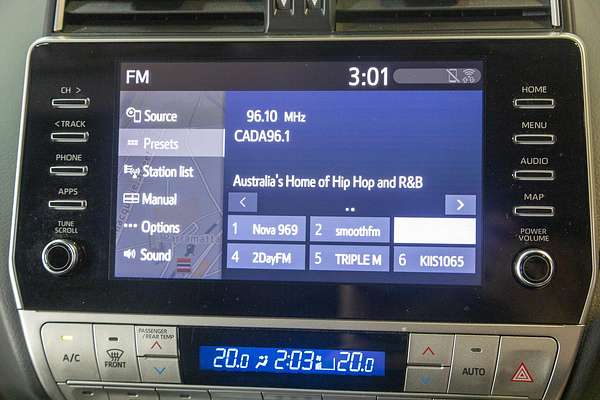 FM 3:01
CH >
< TRACK
PHONE
APPS
TUNE
SCROLL
Source
Presets
Station list
Manual
Options
Sound
96.10 MHz
CADA96.1
Australia's Home of Hip Hop and R&B
< >
1 Nova 969
2 smoothfm
4 2DayFM
5 TRIPLE M
6 KIIS1065
HOME
MENU
AUDIO
MAP
POWER
VOLUME
A/C
FRONT
PASSENGER
/ REAR TEMP
20.0 2:03 20.0
AUTO